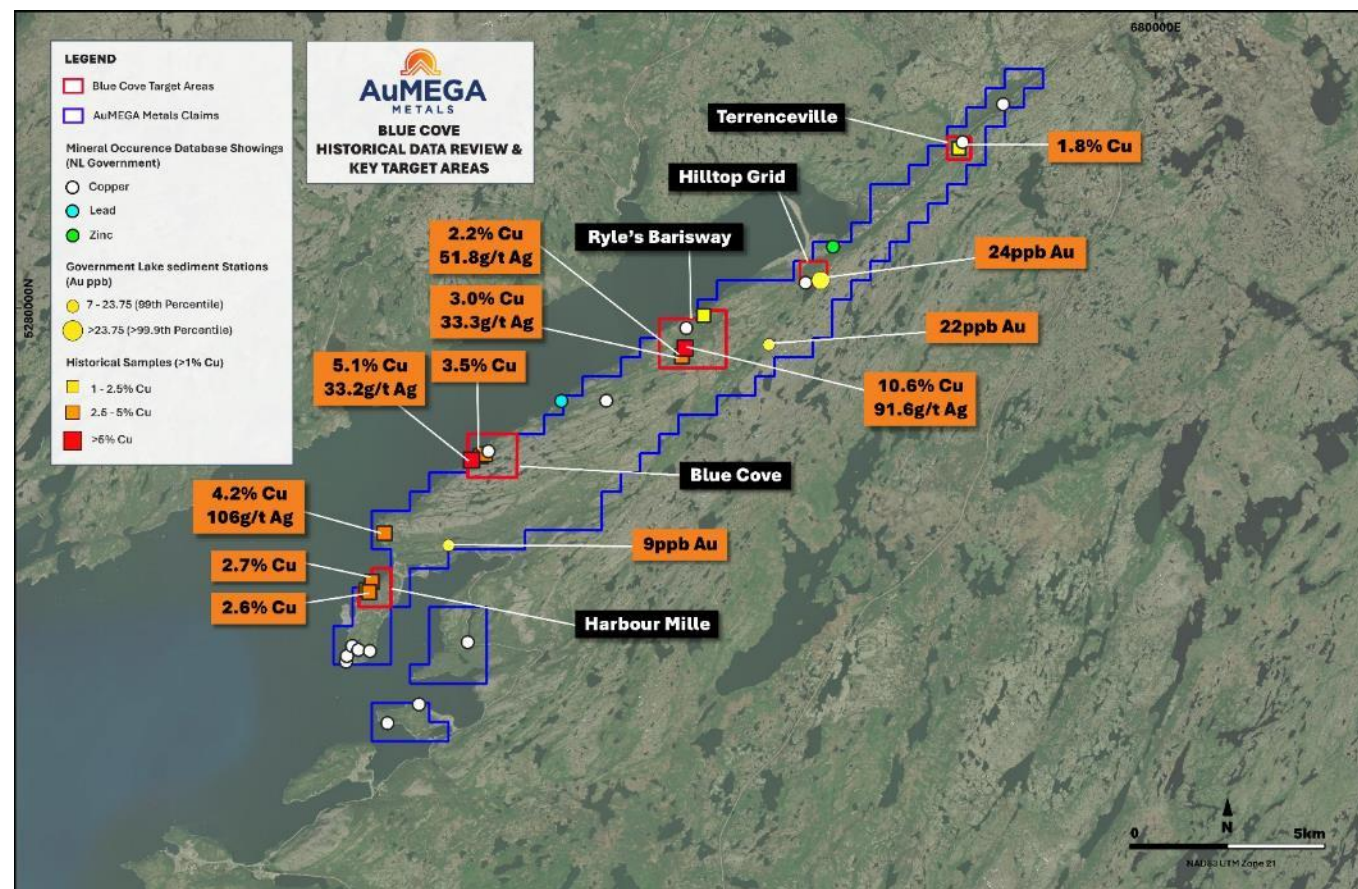 680000E
5280000N
LEGEND
Blue Cove Target Areas
AuMEGA Metals Claims
Mineral Occurence Database Showings
(NL Government)
Copper
Lead
Zinc
Government Lake sediment Stations
(Au ppb)
7 - 23.75 (99th Percentile)
>23.75 (>99.9th Percentile)
Historical Samples (>1% Cu)
1 - 2.5% Cu
2.5 - 5% Cu
>5% Cu
AuMEGA
METALS
BLUE COVE
HISTORICAL DATA REVIEW &
KEY TARGET AREAS
Terrenceville
1.8% Cu
Hilltop Grid
2.2% Cu
51.8g/t Ag
Ryle's Barisway
24ppb Au
3.0% Cu
33.3g/t Ag
22ppb Au
5.1% Cu
33.2g/t Ag
3.5% Cu
10.6% Cu
91.6g/t Ag
Blue Cove
4.2% Cu
106g/t Ag
9ppb Au
2.7% Cu
2.6% Cu
Harbour Mille
N
0
5km
NAD83 UTM Zone 21